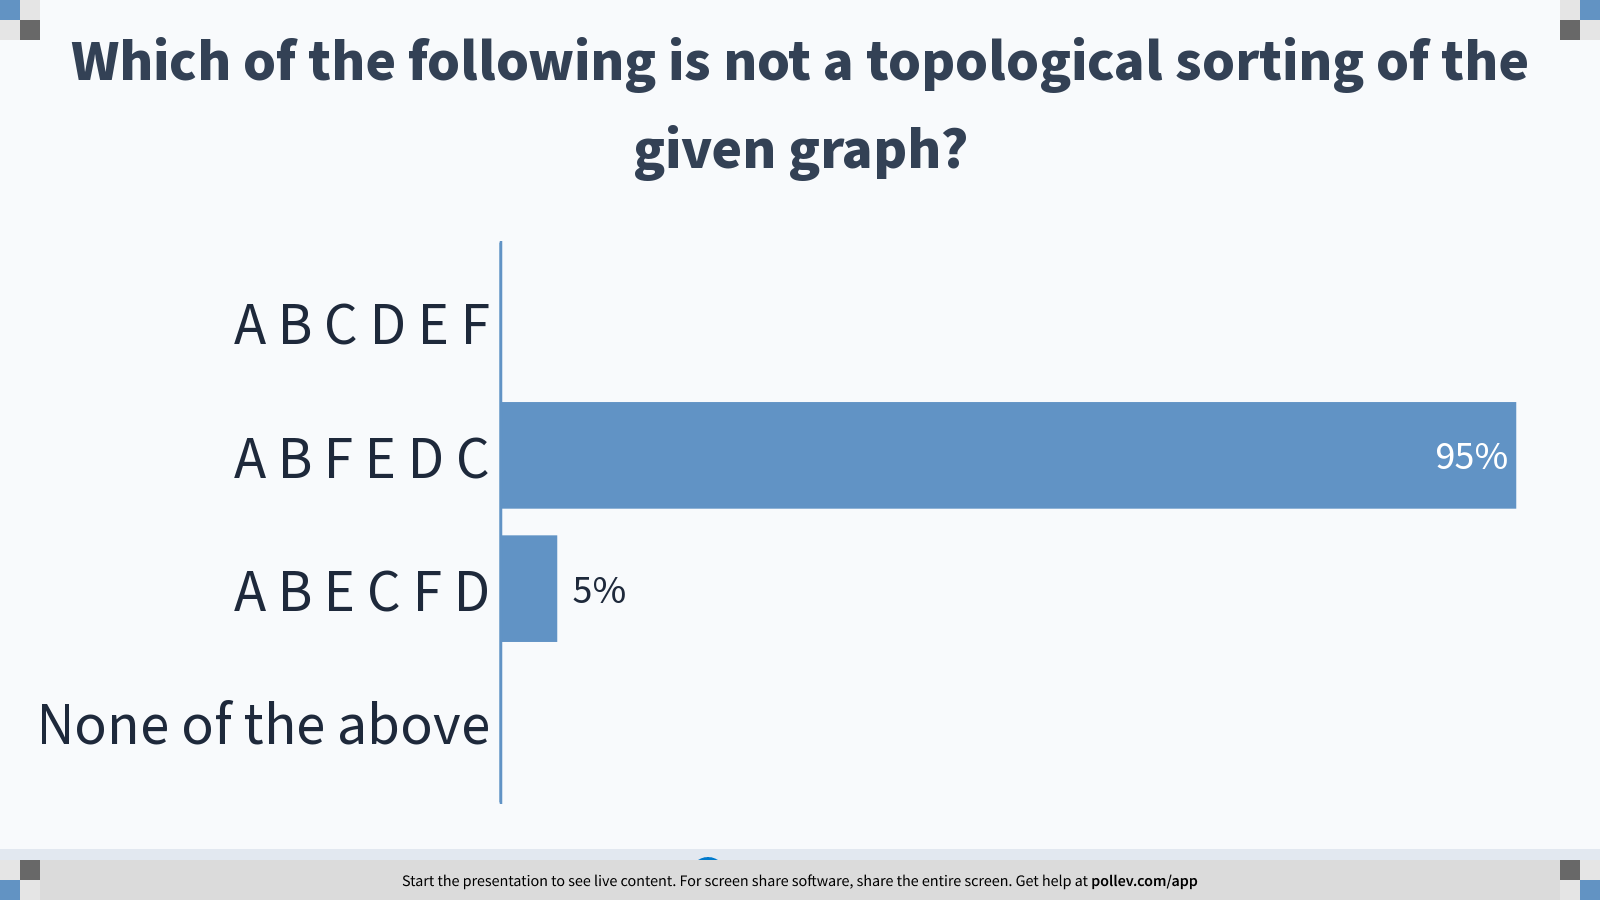 Which of the following is not a topological sorting of the
given graph?
A B C D E F
A B F E D C
95%
A B E C F D
5%
None of the above
Start the presentation to see live content. For screen share software, share the entire screen. Get help at pollev.com/app